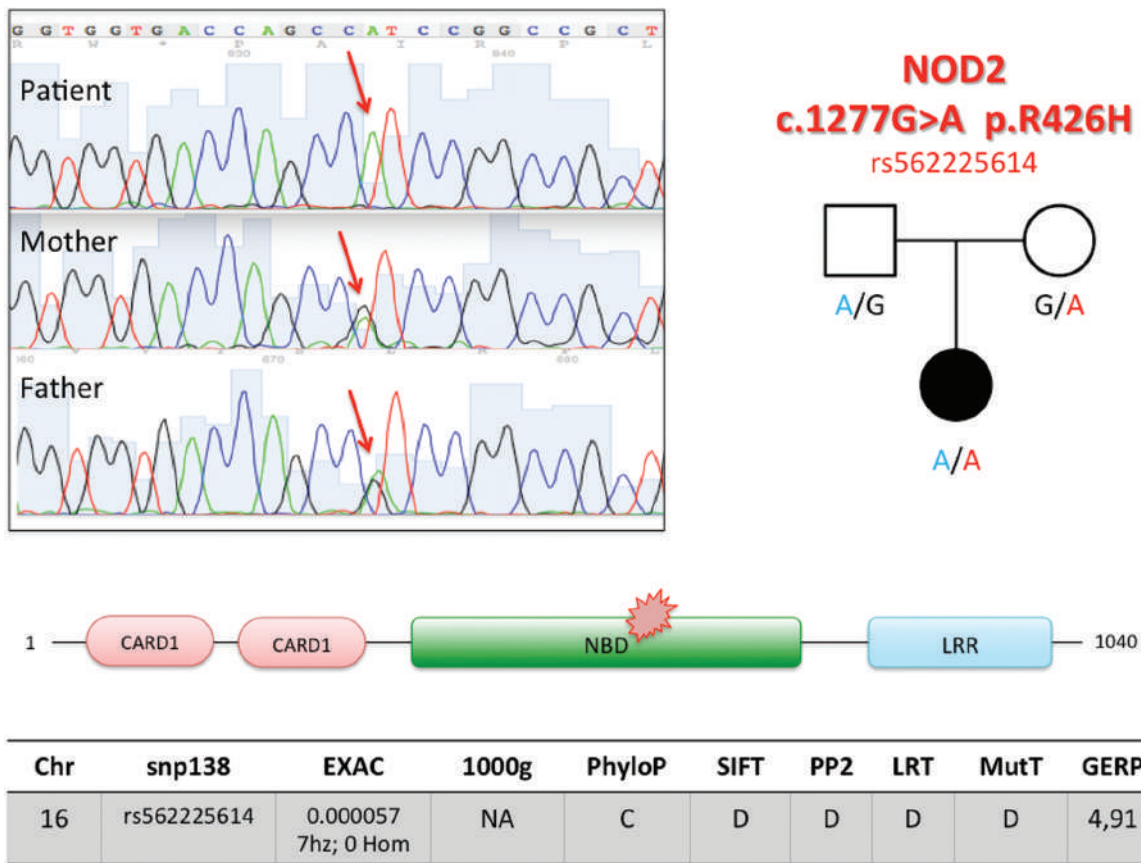 G G T G G T G A C C A G C C A T C C G G C C G C T
R W * P A I R P L
Patient
Mother
670
Father
NOD2
c.1277G>A p.R426H
rs562225614
A/G G/A
A/A
1 CARD1 CARD1 NBD LRR 1040
Chr snp138 EXAC 1000g PhyloP SIFT PP2 LRT MutT GERP
16 rs562225614 0.000057 NA C D D D D 4,91
7hz; 0 Hom